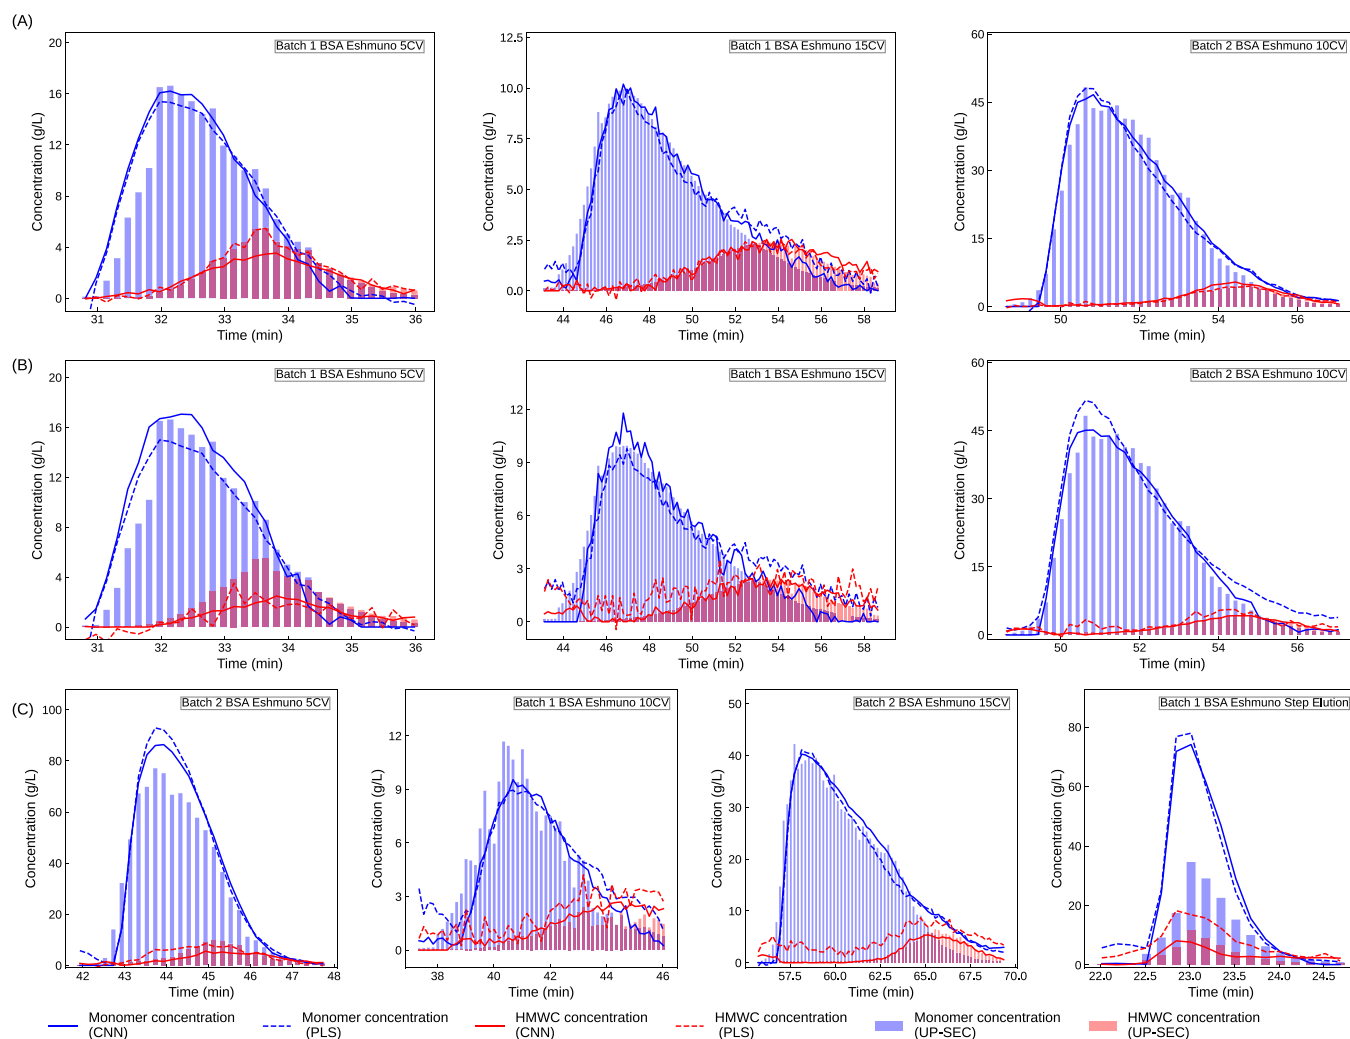 (A)
Batch 1 BSA Eshmuno 5CV
Concentration (g/L)
20
16
12
8
4
0
31
32
33
34
35
36
Time (min)
Batch 1 BSA Eshmuno 15CV
Concentration (g/L)
12.5
10.0
7.5
5.0
2.5
0.0
44
46
48
50
52
54
56
58
Time (min)
Batch 2 BSA Eshmuno 10CV
Concentration (g/L)
60
45
30
15
0
50
52
54
56
Time (min)
(B)
Batch 1 BSA Eshmuno 5CV
Concentration (g/L)
20
16
12
8
4
0
31
32
33
34
35
36
Time (min)
Batch 1 BSA Eshmuno 15CV
Concentration (g/L)
12
9
6
3
0
44
46
48
50
52
54
56
58
Time (min)
Batch 2 BSA Eshmuno 10CV
Concentration (g/L)
60
45
30
15
0
50
52
54
56
Time (min)
(C)
Batch 2 BSA Eshmuno 5CV
Concentration (g/L)
100
80
60
40
20
0
42
43
44
45
46
47
48
Time (min)
Batch 1 BSA Eshmuno 10CV
Concentration (g/L)
12
9
6
3
0
38
40
42
44
46
Time (min)
Batch 2 BSA Eshmuno 15CV
Concentration (g/L)
50
40
30
20
10
0
57.5
60.0
62.5
65.0
67.5
70.0
Time (min)
Batch 1 BSA Eshmuno Step Elution
Concentration (g/L)
80
60
40
20
0
22.0
22.5
23.0
23.5
24.0
24.5
Time (min)
Monomer concentration
(CNN)
Monomer concentration
(PLS)
HMWC concentration
(CNN)
HMWC concentration
(PLS)
Monomer concentration
(UP-SEC)
HMWC concentration
(UP-SEC)